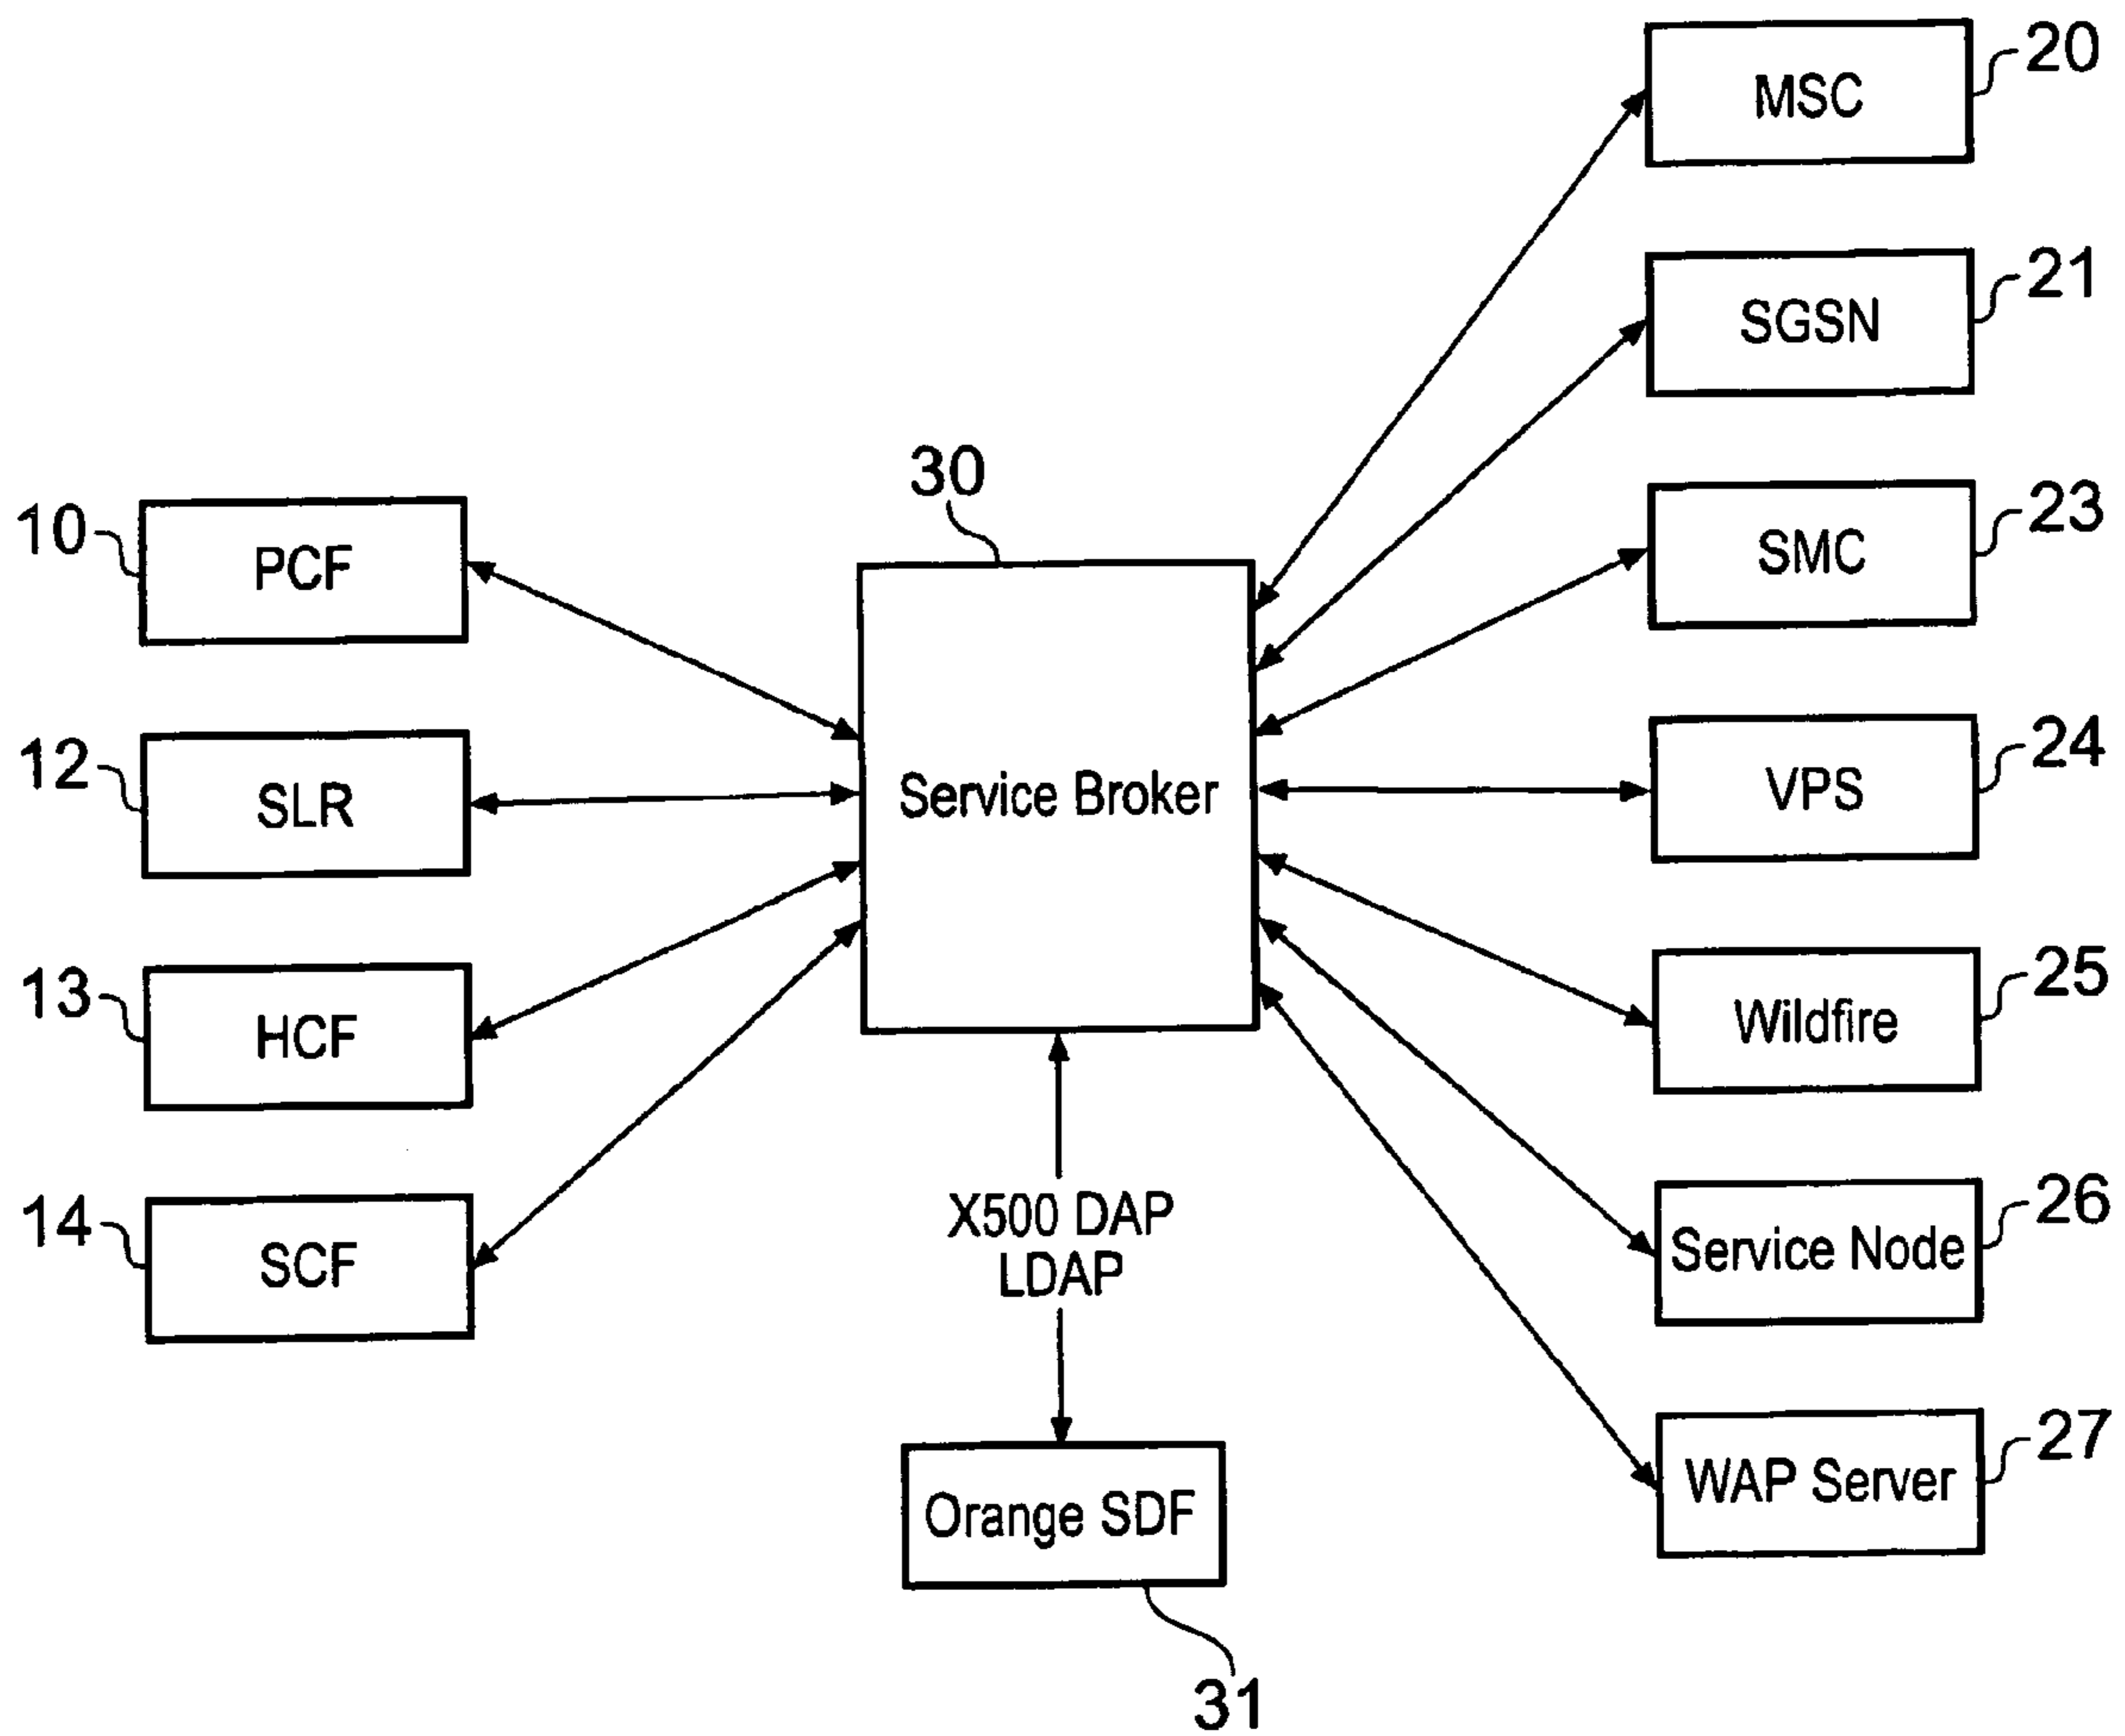 20
MSC
21
SGSN
30
23
SMC
10
PCF
12
SLR
Service Broker
24
VPS
13
HCF
25
Wildfire
14
SCF
X500 DAP
LDAP
26
Service Node
27
WAP Server
Orange SDF
31